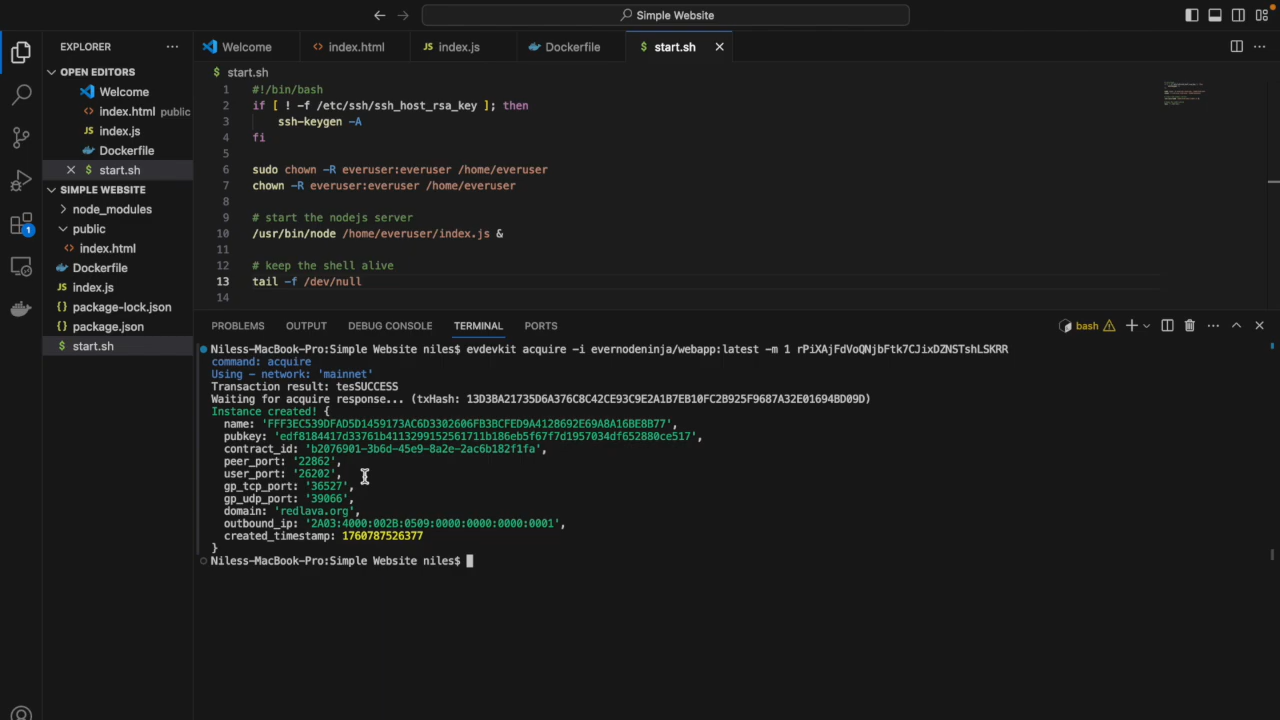 Simple Website
EXPLORER
OPEN EDITORS
Welcome
index.html public
index.js
Dockerfile
start.sh
SIMPLE WEBSITE
node_modules
public
index.html
Dockerfile
index.js
package-lock.json
package.json
start.sh
1
Welcome
index.html
index.js
Dockerfile
start.sh
start.sh
1 #!/bin/bash
2 if [ ! -f /etc/ssh/ssh_host_rsa_key ]; then
3 ssh-keygen -A
4 fi
5
6 sudo chown -R everuser:everuser /home/everuser
7 chown -R everuser:everuser /home/everuser
8
9 # start the nodejs server
10 /usr/bin/node /home/everuser/index.js &
11
12 # keep the shell alive
13 tail -f /dev/null
14
PROBLEMS OUTPUT DEBUG CONSOLE TERMINAL PORTS
bash
Niless-MacBook-Pro:Simple Website niles$ evdevkit acquire -i evernodeninja/webapp:latest -m 1 rPiXAjFdVoQNjbFtk7CJixDZNSTshLSKRR
command: acquire
Using - network: 'mainnet'
Transaction result: tesSUCCESS
Waiting for acquire response... (txHash: 13D3BA21735D6A376C8C42CE93C9E2A1B7EB10FC2B925F9687A32E01694BD09D)
Instance created! {
name: 'FFF3EC539DFAD5D1459173AC6D3302606FB3BCFED9A4128692E69A8A16BE8B77',
pubkey: 'edf8184417d33761b4113299152561711b186eb5f67f7d1957034df652880ce517',
contract_id: 'b2076901-3b6d-45e9-8a2e-2ac6b182f1fa',
peer_port: '22862',
user_port: '26202',
gp_tcp_port: '36527',
gp_udp_port: '39066',
domain: 'redlava.org',
outbound_ip: '2A03:4000:002B:0509:0000:0000:0000:0001',
created_timestamp: 1760787526377
}
Niless-MacBook-Pro:Simple Website niles$